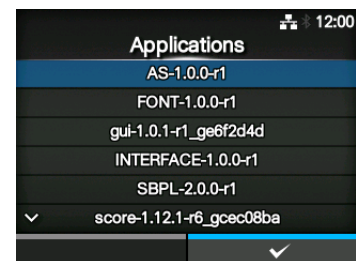 12:00
Applications
AS-1.0.0-r1
FONT-1.0.0-r1
gui-1.0.1-r1_ge6f2d4d
INTERFACE-1.0.0-r1
SBPL-2.0.0-r1
score-1.12.1-r6_gcec08ba